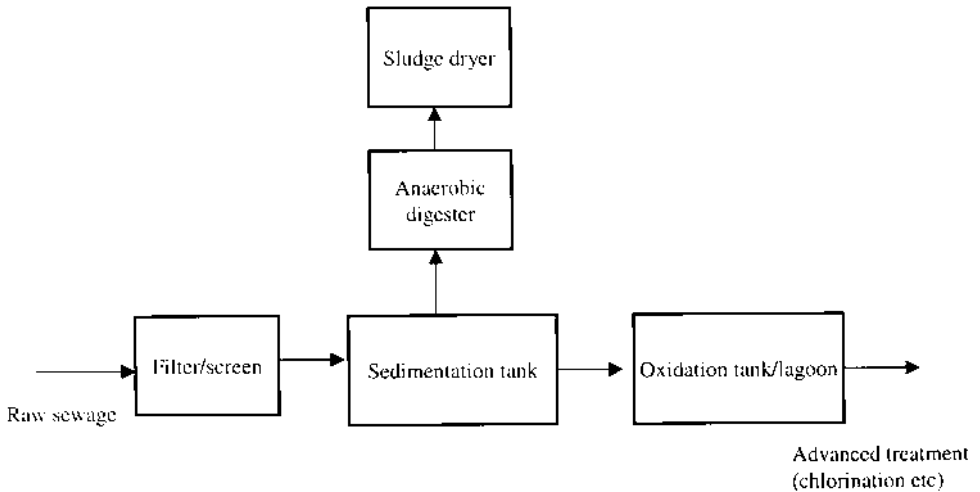 Sludge dryer
Anaerobic
digester
Filter/screen
Sedimentation tank
Oxidation tank/lagoon
Raw sewage
Advanced treatment
(chlorination etc)